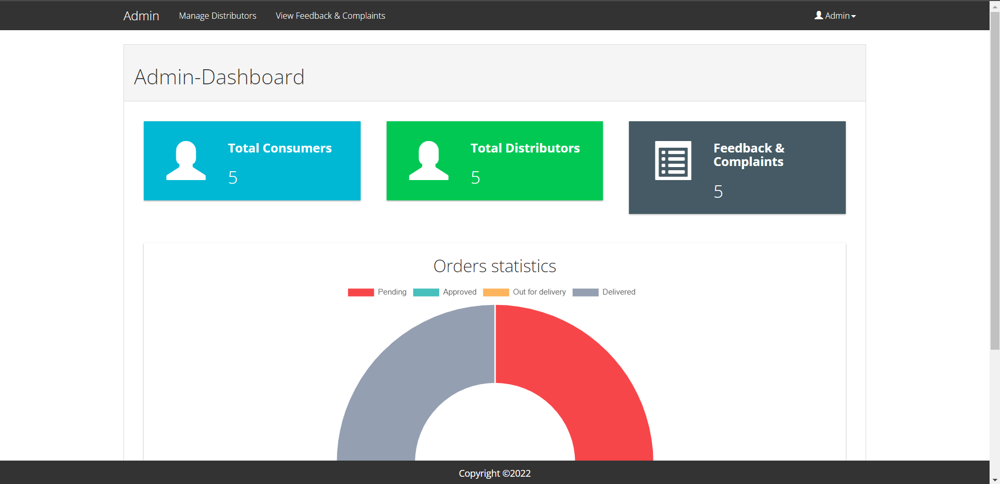 Admin Manage Distributors View Feedback & Complaints Admin
Admin-Dashboard
Total Consumers
5
Total Distributors
5
Feedback &
Complaints
5
Orders statistics
Pending Approved Out for delivery Delivered
Copyright ©2022